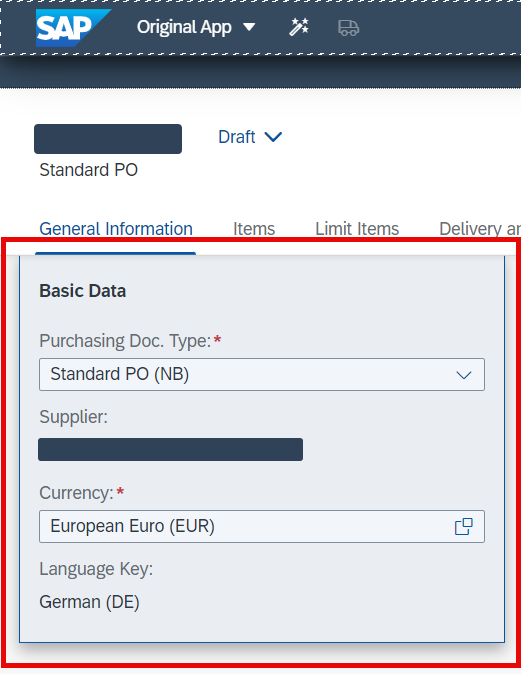 SAP
Original App
Draft
Standard PO
General Information Items Limit Items Delivery
Basic Data
Purchasing Doc. Type:*
Standard PO (NB)
Supplier:
Currency:*
European Euro (EUR)
Language Key:
German (DE)